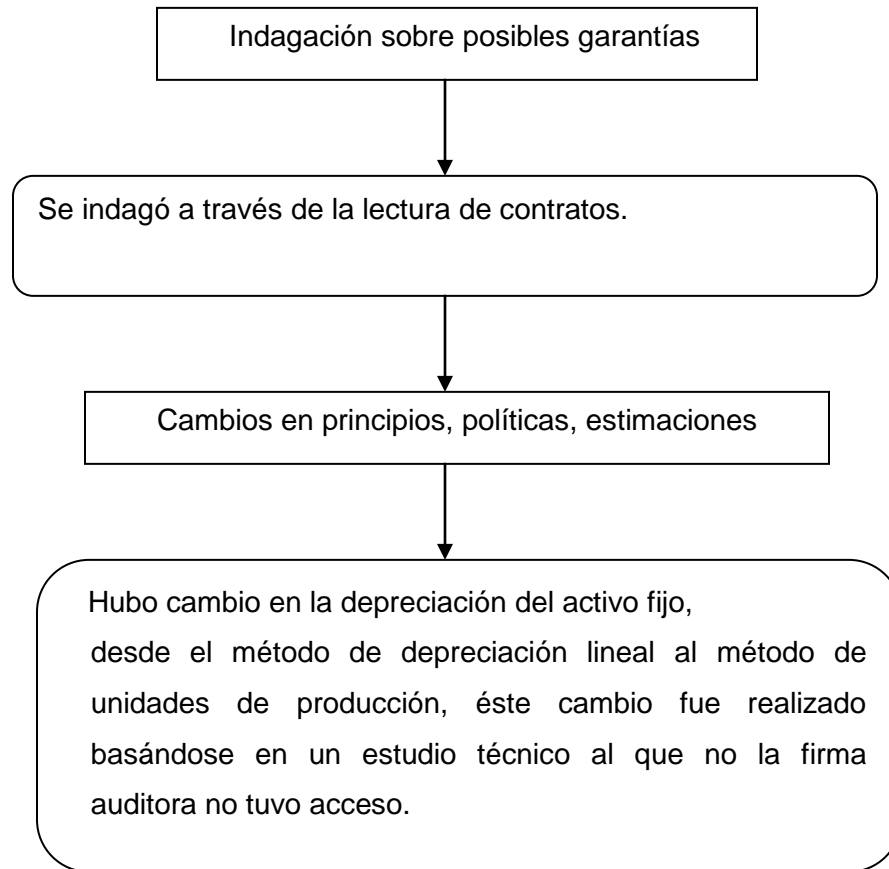 Indagación sobre posibles garantías
Se indagó a través de la lectura de contratos.
Cambios en principios, políticas, estimaciones
Hubo cambio en la depreciación del activo fijo,
desde el método de depreciación lineal al método de
unidades de producción, éste cambio fue realizado
basándose en un estudio técnico al que no la firma
auditora no tuvo acceso.